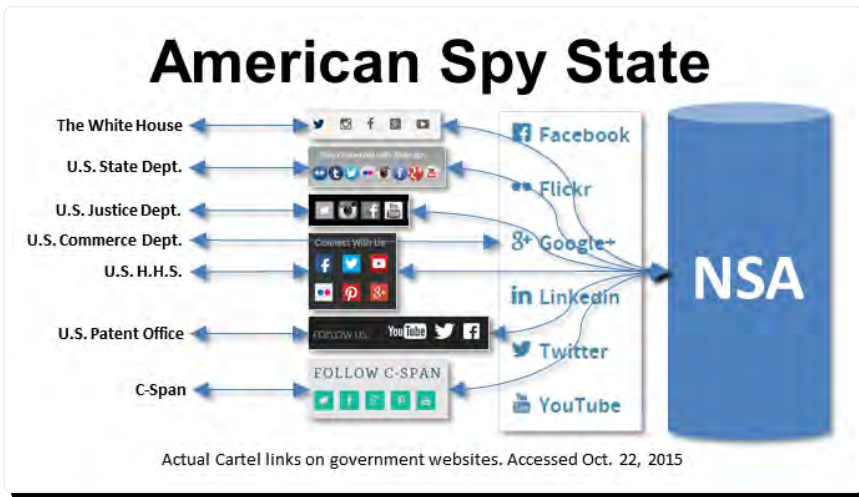 American Spy State
The White House
U.S. State Dept.
U.S. Justice Dept.
U.S. Commerce Dept.
U.S. H.H.S.
U.S. Patent Office
C-Span
Connect With Us
FOLLOW US
YouTube
FOLLOW C-SPAN
Facebook
Flickr
Google+
Linkedin
Twitter
YouTube
NSA
Actual Cartel links on government websites. Accessed Oct. 22, 2015